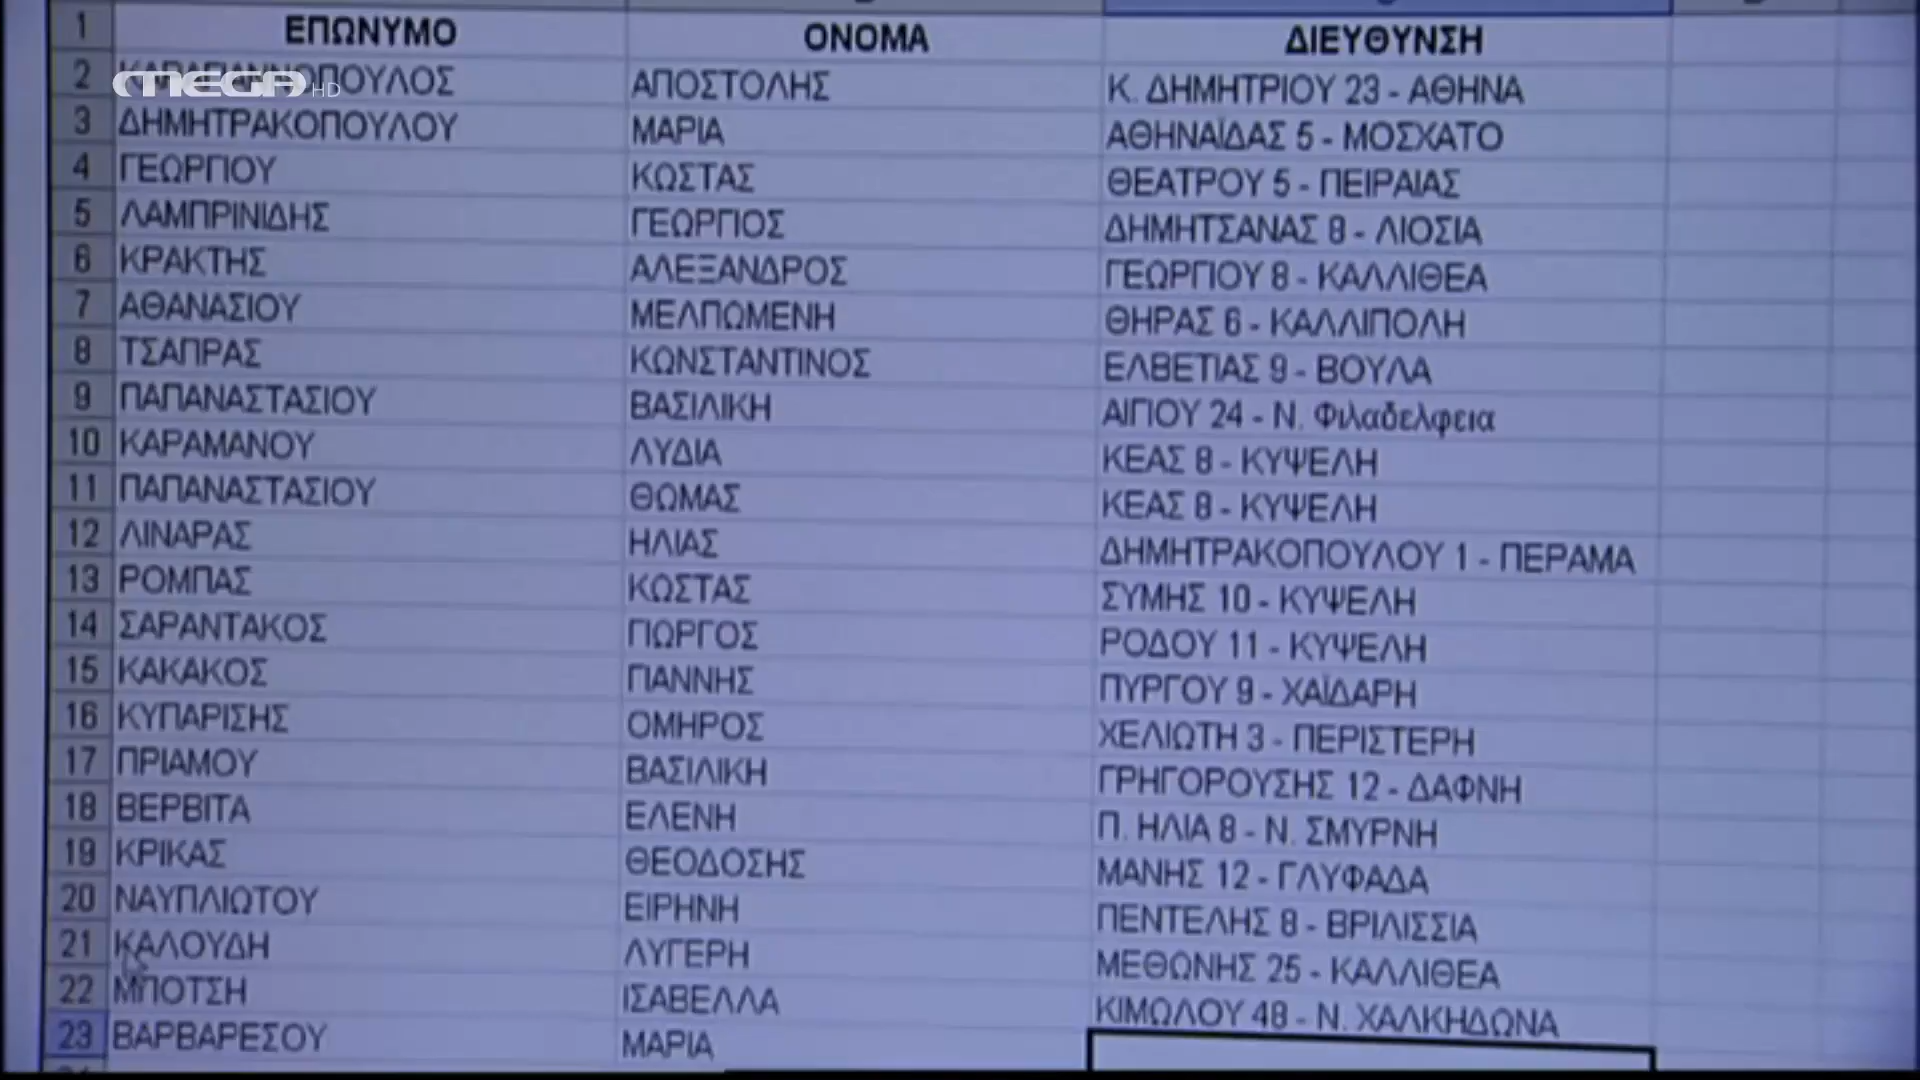 1 ΕΠΩΝΥΜΟ ΟΝΟΜΑ ΔΙΕΥΘΥΝΣΗ
MEGA HD
2 ΚΑΡΑΓΙΑΝΝΟΠΟΥΛΟΣ ΑΠΟΣΤΟΛΗΣ Κ. ΔΗΜΗΤΡΙΟΥ 23 - ΑΘΗΝΑ
3 ΔΗΜΗΤΡΑΚΟΠΟΥΛΟΥ ΜΑΡΙΑ ΑΘΗΝΑΪΔΑΣ 5 - ΜΟΣΧΑΤΟ
4 ΓΕΩΡΓΙΟΥ ΚΩΣΤΑΣ ΘΕΑΤΡΟΥ 5 - ΠΕΙΡΑΙΑΣ
5 ΛΑΜΠΡΙΝΙΔΗΣ ΓΕΩΡΓΙΟΣ ΔΗΜΗΤΣΑΝΑΣ 8 - ΛΙΟΣΙΑ
6 ΚΡΑΚΤΗΣ ΑΛΕΞΑΝΔΡΟΣ ΓΕΩΡΓΙΟΥ 8 - ΚΑΛΛΙΘΕΑ
7 ΑΘΑΝΑΣΙΟΥ ΜΕΛΠΩΜΕΝΗ ΘΗΡΑΣ 6 - ΚΑΛΛΙΠΟΛΗ
8 ΤΣΑΠΡΑΣ ΚΩΝΣΤΑΝΤΙΝΟΣ ΕΛΒΕΤΙΑΣ 9 - ΒΟΥΛΑ
9 ΠΑΠΑΝΑΣΤΑΣΙΟΥ ΒΑΣΙΛΙΚΗ ΑΙΓΙΟΥ 24 - Ν. Φιλαδελφεια
10 ΚΑΡΑΜΑΝΟΥ ΛΥΔΙΑ ΚΕΑΣ 8 - ΚΥΨΕΛΗ
11 ΠΑΠΑΝΑΣΤΑΣΙΟΥ ΘΩΜΑΣ ΚΕΑΣ 8 - ΚΥΨΕΛΗ
12 ΛΙΝΑΡΑΣ ΗΛΙΑΣ ΔΗΜΗΤΡΑΚΟΠΟΥΛΟΥ 1 - ΠΕΡΑΜΑ
13 ΡΟΜΠΑΣ ΚΩΣΤΑΣ ΣΥΜΗΣ 10 - ΚΥΨΕΛΗ
14 ΣΑΡΑΝΤΑΚΟΣ ΓΙΩΡΓΟΣ ΡΟΔΟΥ 11 - ΚΥΨΕΛΗ
15 ΚΑΚΑΚΟΣ ΓΙΑΝΝΗΣ ΠΥΡΓΟΥ 9 - ΧΑΪΔΑΡΗ
16 ΚΥΠΑΡΙΣΗΣ ΟΜΗΡΟΣ ΧΕΛΙΩΤΗ 3 - ΠΕΡΙΣΤΕΡΗ
17 ΠΡΙΑΜΟΥ ΒΑΣΙΛΙΚΗ ΓΡΗΓΟΡΟΥΣΗΣ 12 - ΔΑΦΝΗ
18 ΒΕΡΒΙΤΑ ΕΛΕΝΗ Π. ΗΛΙΑ 8 - Ν. ΣΜΥΡΝΗ
19 ΚΡΙΚΑΣ ΘΕΟΔΟΣΗΣ ΜΑΝΗΣ 12 - ΓΛΥΦΑΔΑ
20 ΝΑΥΠΛΙΩΤΟΥ ΕΙΡΗΝΗ ΠΕΝΤΕΛΗΣ 8 - ΒΡΙΛΙΣΣΙΑ
21 ΚΑΛΟΥΔΗ ΛΥΓΕΡΗ ΜΕΘΩΝΗΣ 25 - ΚΑΛΛΙΘΕΑ
22 ΜΠΟΤΣΗ ΙΣΑΒΕΛΛΑ ΚΙΜΩΛΟΥ 48 - Ν. ΧΑΛΚΗΔΩΝΑ
23 ΒΑΡΒΑΡΕΣΟΥ ΜΑΡΙΑ